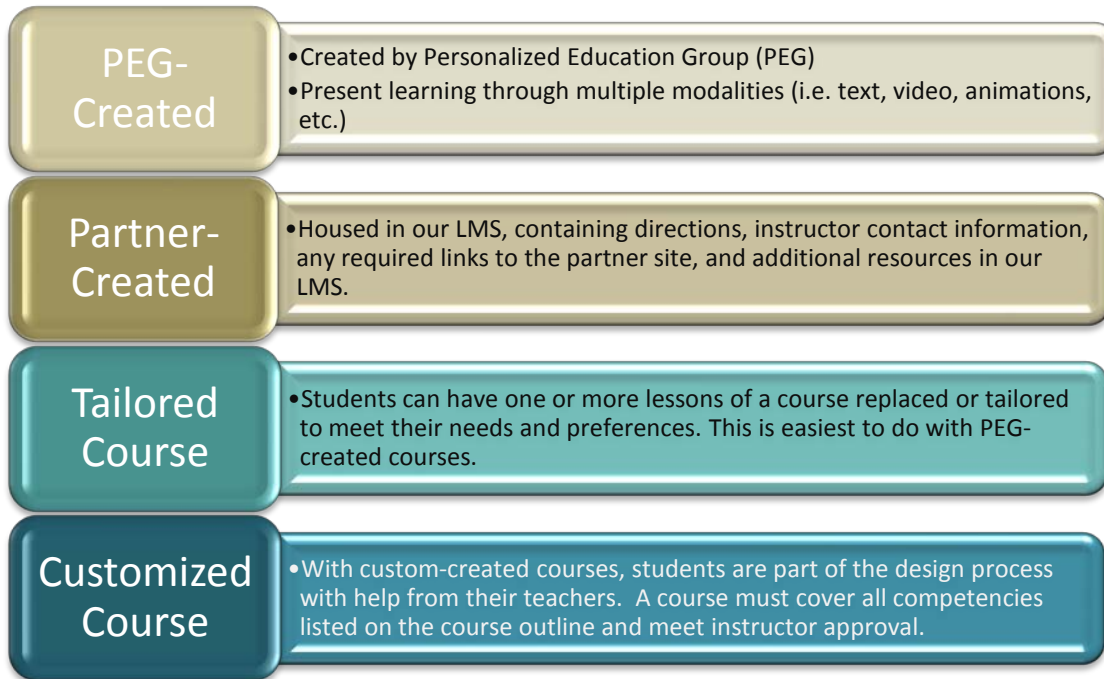 PEG-
Created
•Created by Personalized Education Group (PEG)
•Present learning through multiple modalities (i.e. text, video, animations,
etc.)
Partner-
Created
•Housed in our LMS, containing directions, instructor contact information,
any required links to the partner site, and additional resources in our
LMS.
Tailored
Course
•Students can have one or more lessons of a course replaced or tailored
to meet their needs and preferences. This is easiest to do with PEG-
created courses.
Customized
Course
•With custom-created courses, students are part of the design process
with help from their teachers.  A course must cover all competencies
listed on the course outline and meet instructor approval.